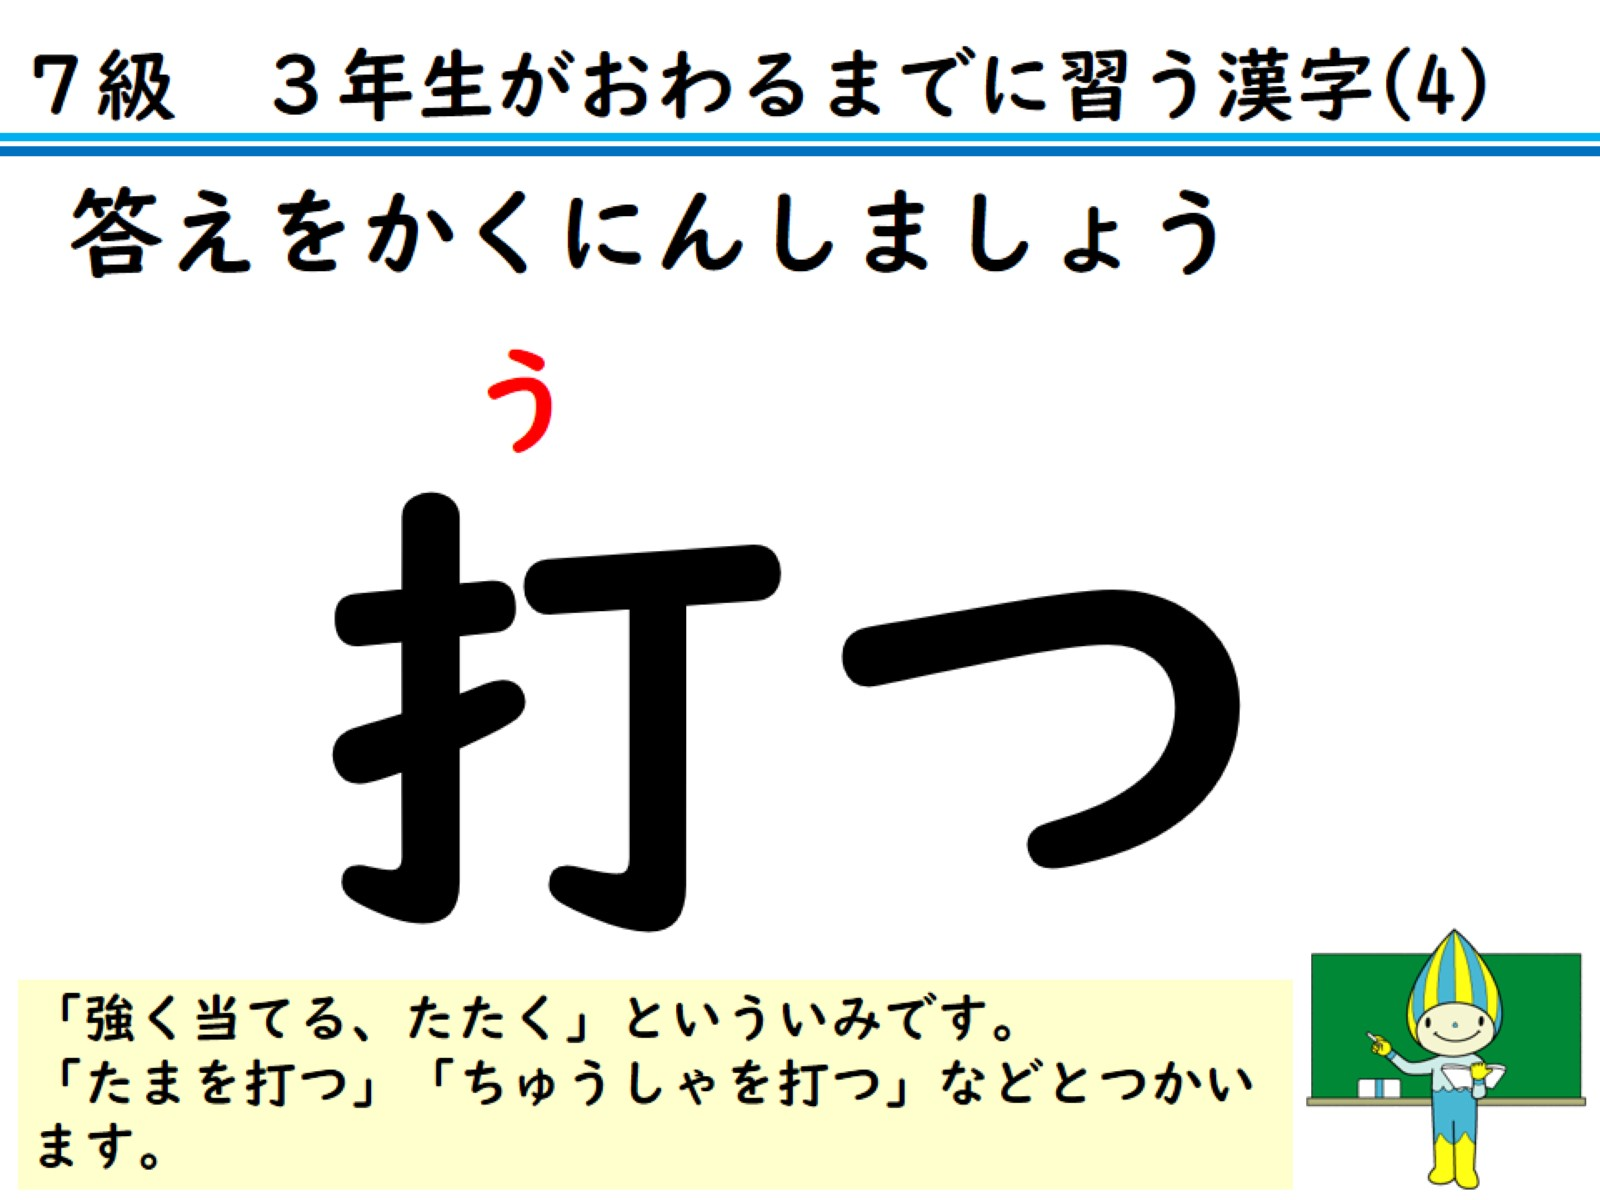 ７級　３年生がおわるまでに習う漢字(4)
答えをかくにんしましょう
う
打つ
「強く当てる、たたく」といういみです。
「たまを打つ」「ちゅうしゃを打つ」などとつかい
ます。